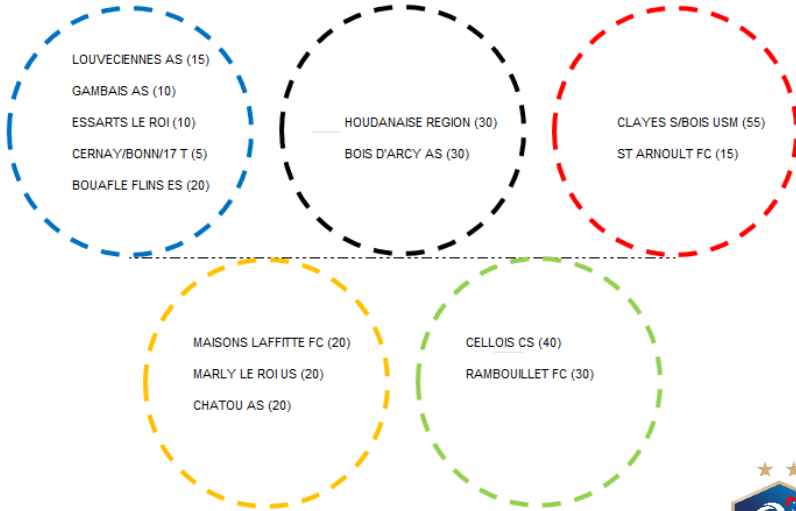 LOUVECIENNES AS (15)
GAMBAIS AS (10)
ESSARTS LE ROI (10)
CERNAY/BONN/17 T (5)
BOUAFLE FLINS ES (20)
HOUDANAISE REGION (30)
BOIS D'ARCY AS (30)
CLAYES S/BOIS USM (55)
ST ARNOULT FC (15)
MAISONS LAFFITTE FC (20)
MARLY LE ROI US (20)
CHATOU AS (20)
CELLOIS CS (40)
RAMBOUILLET FC (30)